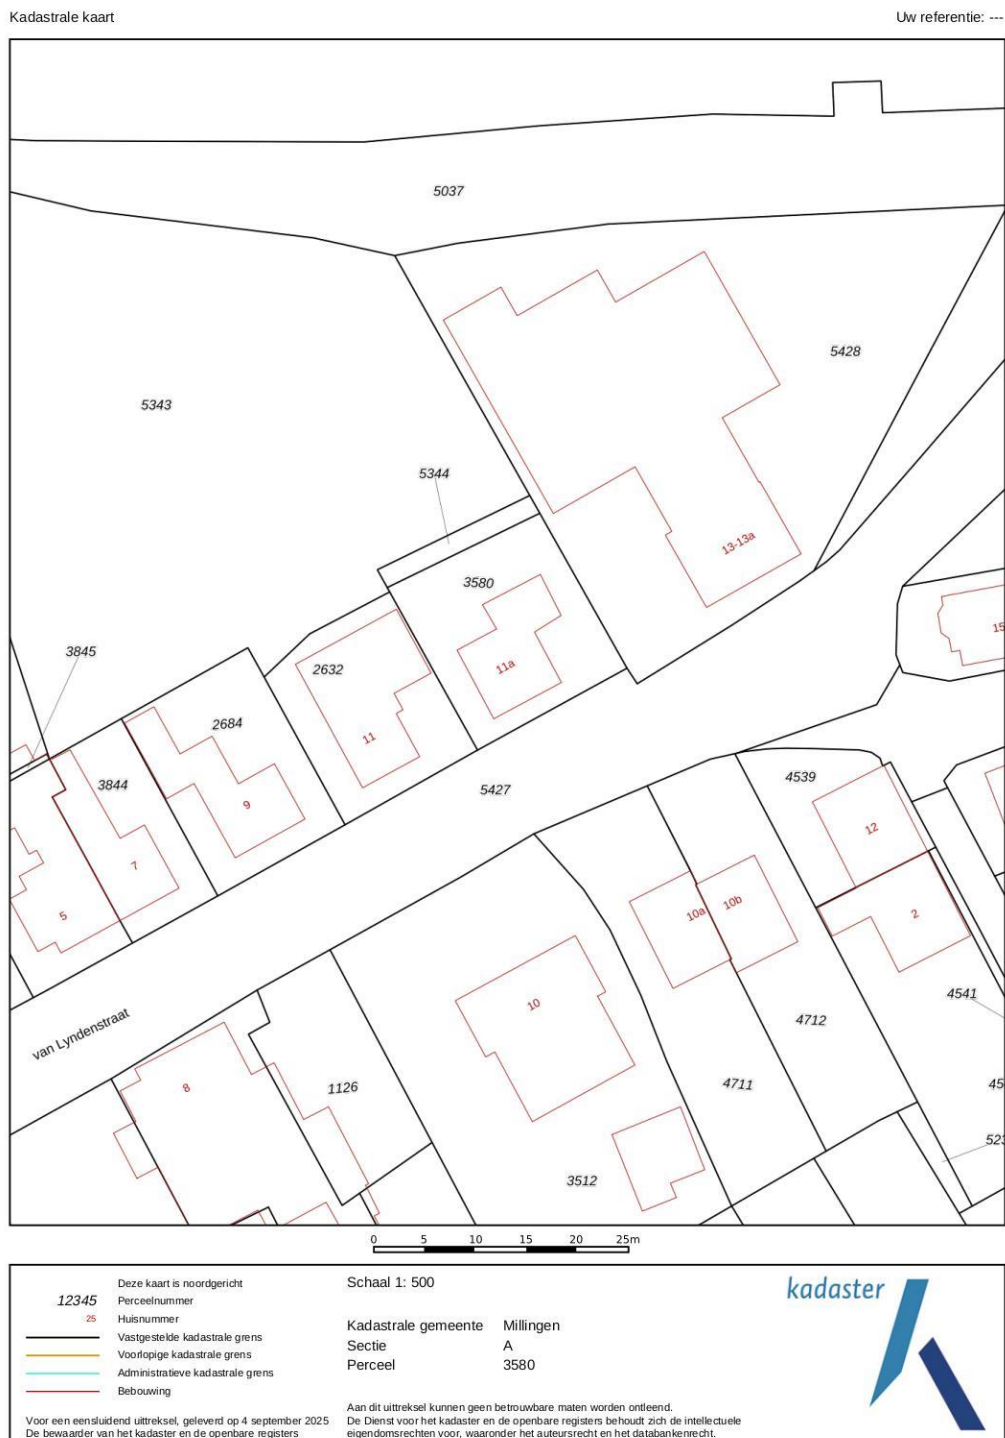 Kadastrale kaart
Uw referentie: ---
5037
5428
5343
5344
13-13a
3580
3845
15
11a
2632
2684
11
3844
5427
4539
9
12
7
10a
10b
5
2
4541
10
van Lyndenstraat
4712
8
1126
4711
3512
0 5 10 15 20 25m
Deze kaart is noordgericht
12345 Perceelnummer
25 Huisnummer
Vastgestelde kadastrale grens
Voorlopige kadastrale grens
Administratieve kadastrale grens
Bebouwing
Voor een eensluidend uittreksel, geleverd op 4 september 2025
De bewaarder van het kadaster en de openbare registers
Schaal 1: 500
Kadastrale gemeente Millingen
Sectie A
Perceel 3580
Aan dit uittreksel kunnen geen betrouwbare maten worden ontleend.
De Dienst voor het kadaster en de openbare registers behoudt zich de intellectuele
eigendomsrechten voor, waaronder het auteursrecht en het databankenrecht.
kadaster